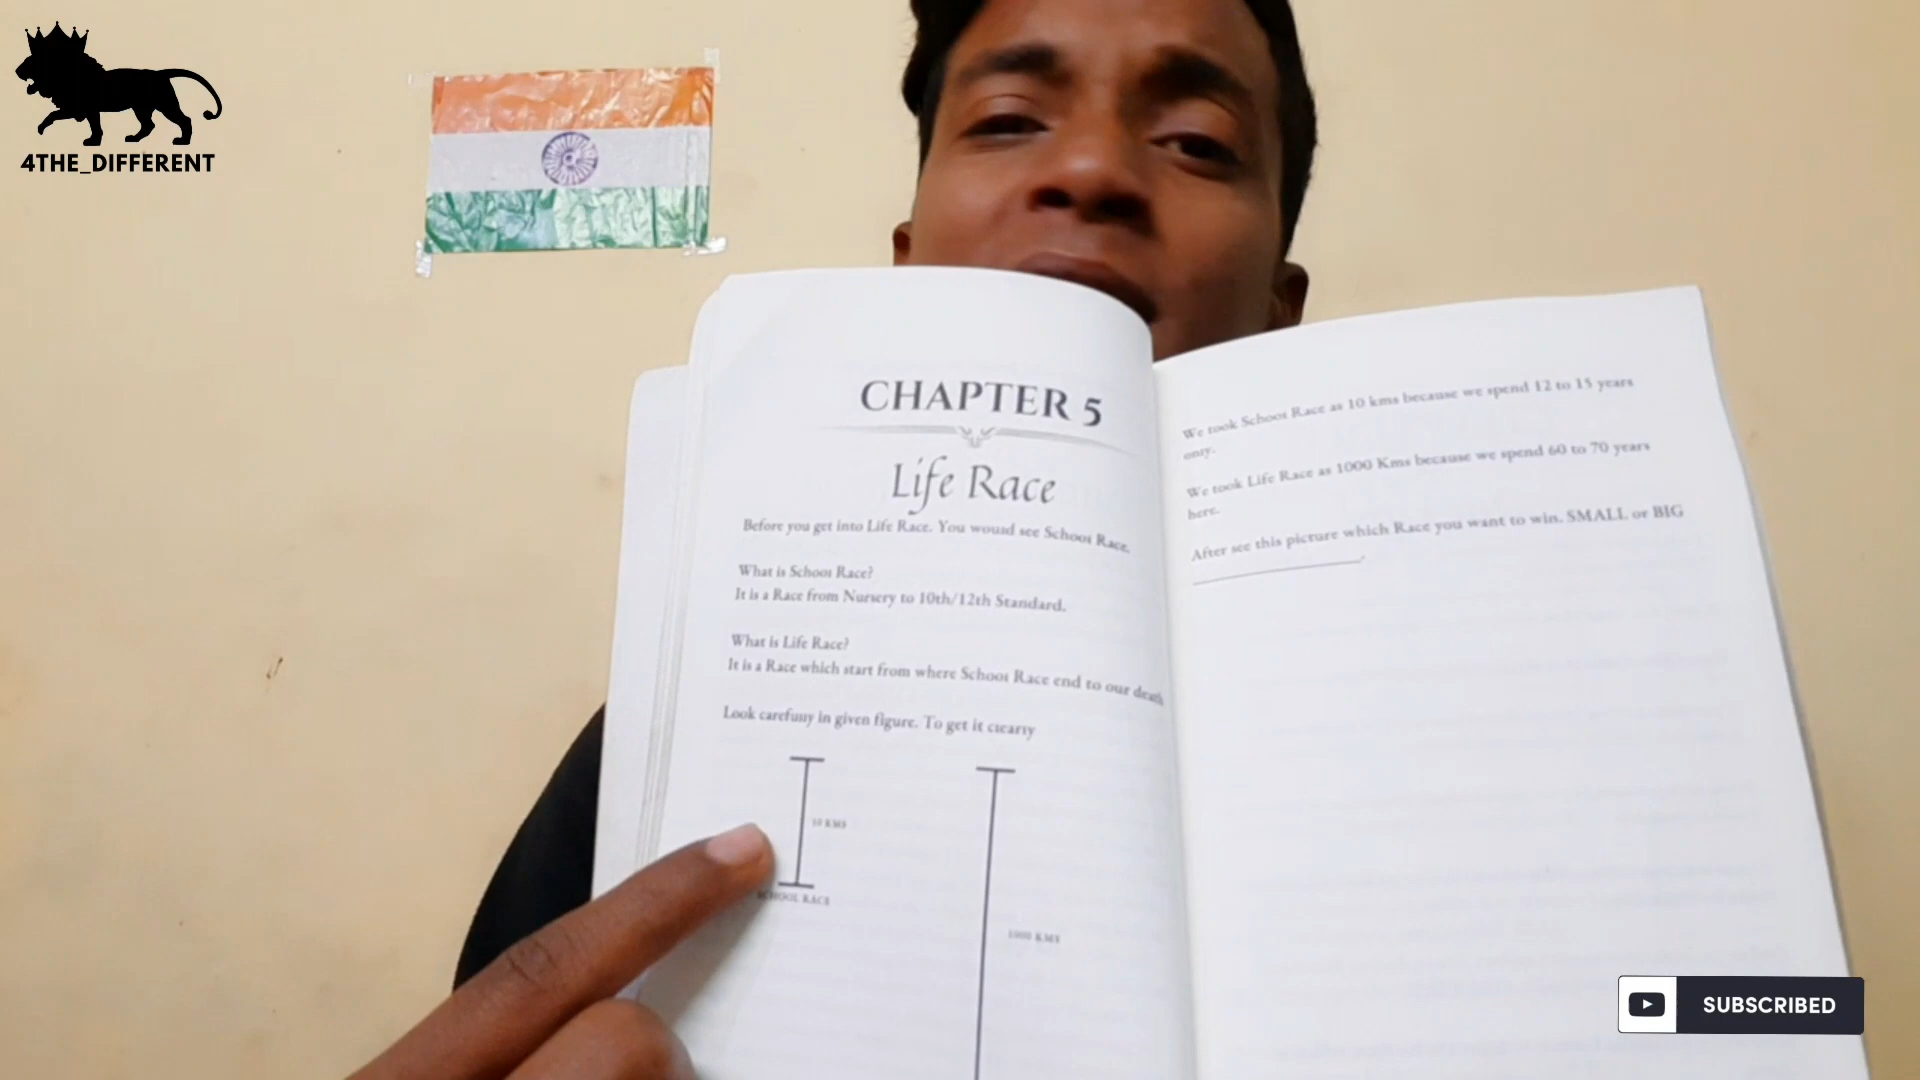 4THE_DIFFERENT
CHAPTER 5
Life Race
Before you get into Life Race. You would see School Race.
What is School Race?
It is a Race from Nursery to 10th/12th Standard.
What is Life Race?
It is a Race which start from where School Race end to our death
Look carefully in given figure. To get it clearly
10 KMS
SCHOOL RACE
1000 KMS
We took School Race as 10 kms because we spend 12 to 15 years
only.
We took Life Race as 1000 Kms because we spend 60 to 70 years
here.
After see this picture which Race you want to win. SMALL or BIG
____________.
SUBSCRIBED